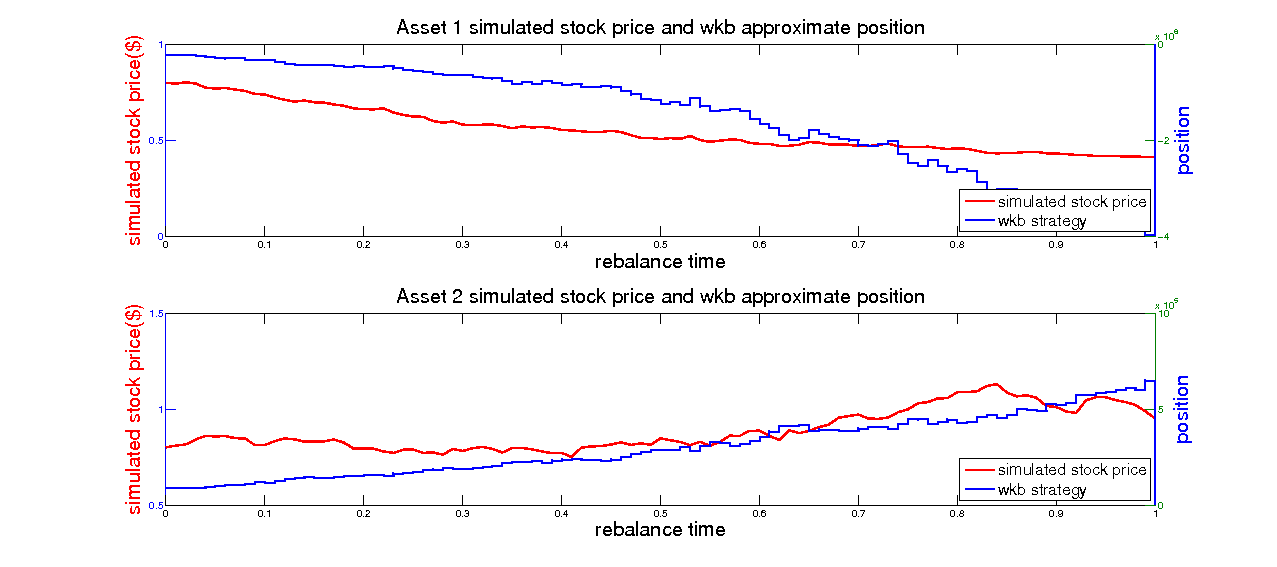 Asset 1 simulated stock price and wkb approximate position
simulated stock price($)
1
0.5
0
0 0.1 0.2 0.3 0.4 0.5 0.6 0.7 0.8 0.9 1
rebalance time
0
-2
-4
position
simulated stock price
wkb strategy
Asset 2 simulated stock price and wkb approximate position
simulated stock price($)
1.5
1
0.5
0 0.1 0.2 0.3 0.4 0.5 0.6 0.7 0.8 0.9 1
rebalance time
10
5
0
position
simulated stock price
wkb strategy